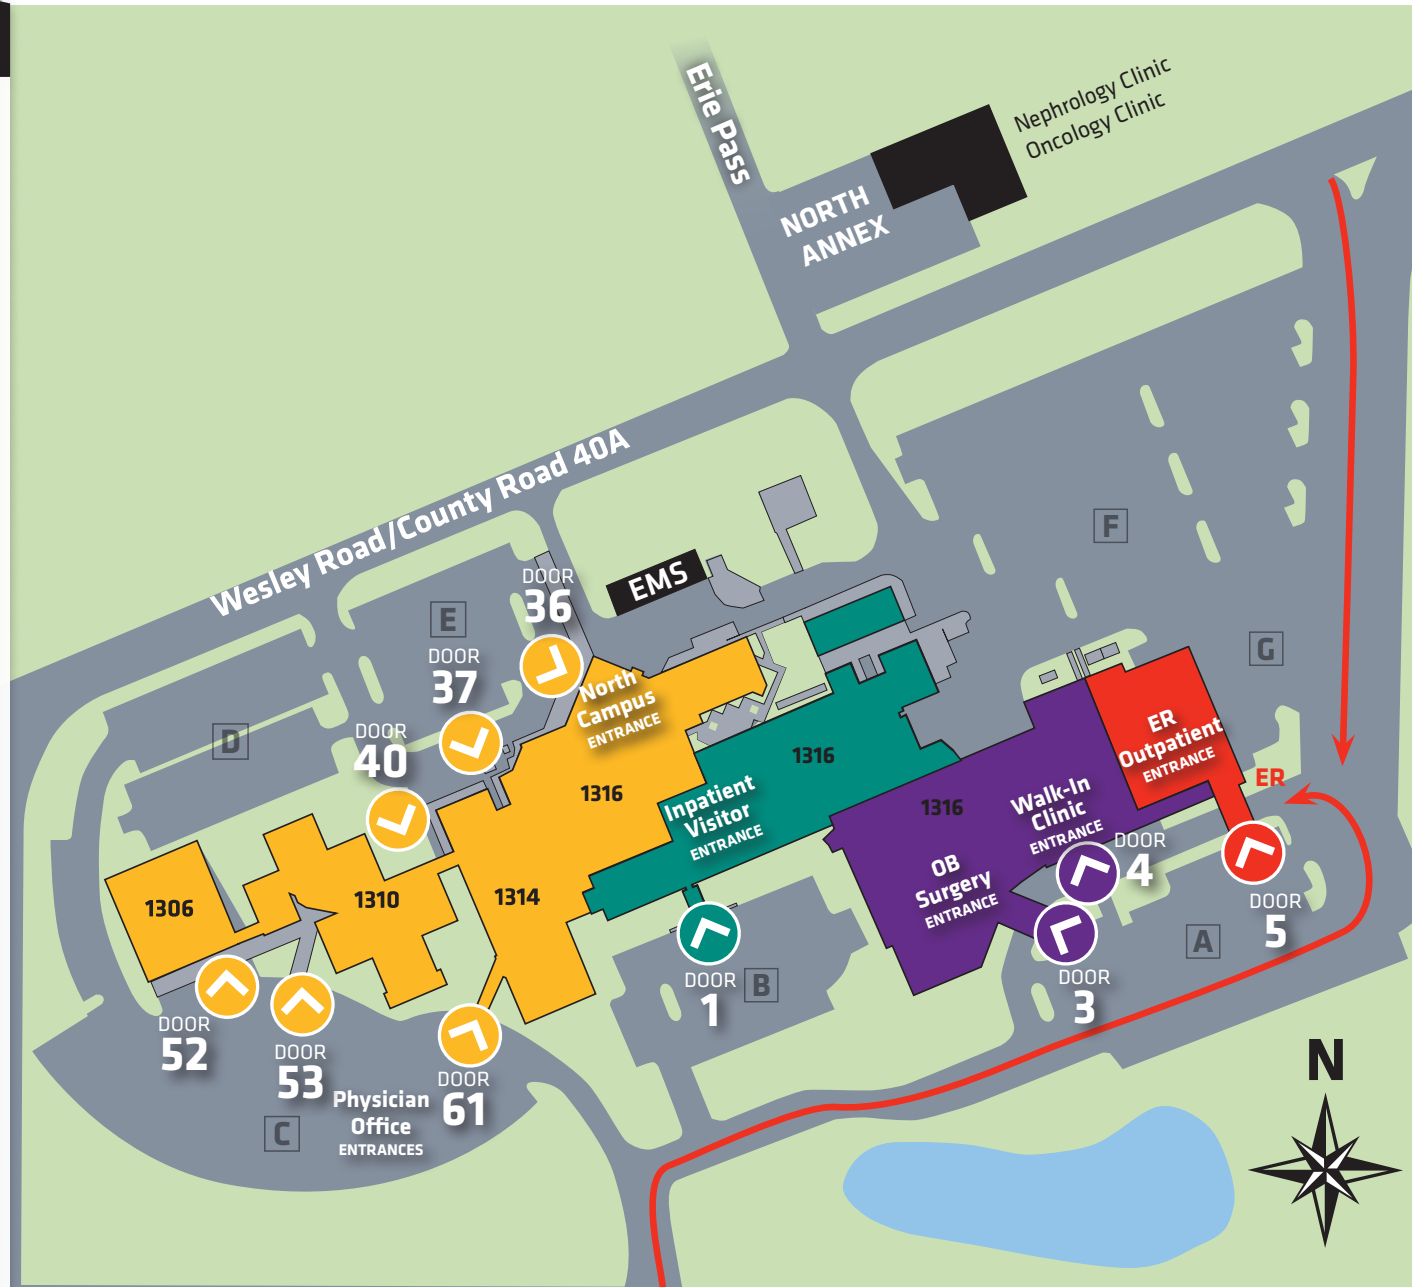 Erie Pass
Nephrology Clinic
Oncology Clinic
NORTH
ANNEX
Wesley Road/County Road 40A
F
EMS
DOOR
36
E
DOOR
37
G
D
DOOR
40
North
Campus
ENTRANCE
ER
Outpatient
ENTRANCE
1316
1316
1316
ER
Inpatient
Visitor
ENTRANCE
Walk-In
Clinic
ENTRANCE
DOOR
4
OB
Surgery
ENTRANCE
1306
1310
1314
DOOR
5
A
DOOR
1
B
DOOR
3
DOOR
52
DOOR
53
DOOR
61
Physician
Office
ENTRANCES
C
N